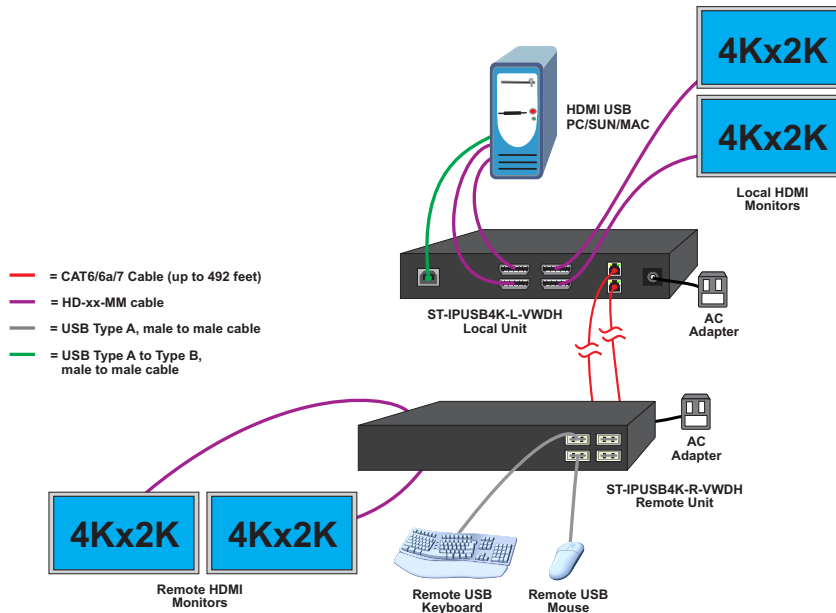 4Kx2K
HDMI USB
PC/SUN/MAC
4Kx2K
Local HDMI
Monitors
= CAT6/6a/7 Cable (up to 492 feet)
= HD-xx-MM cable
= USB Type A, male to male cable
= USB Type A to Type B,
male to male cable
ST-IPUSB4K-L-VWDH
Local Unit
AC
Adapter
AC
Adapter
ST-IPUSB4K-R-VWDH
Remote Unit
4Kx2K
4Kx2K
Remote HDMI
Monitors
Remote USB
Keyboard
Remote USB
Mouse